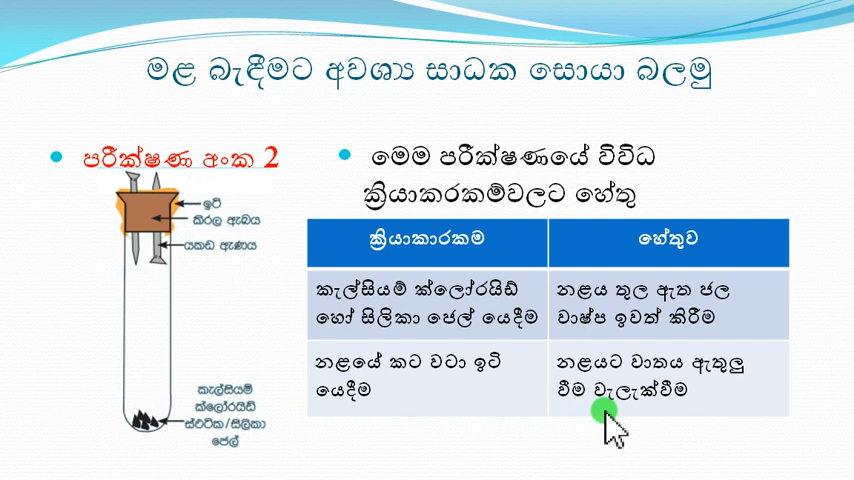 මළ බැඳීමට අවශ්‍ය සාධක සොයා බලමු
පරීක්ෂණ අංක 2
ඉටි
කිරල ඇබය
යකඩ ඇණය
කැල්සියම්
ක්ලෝරයිඩ්
ස්ඵටික/සිලිකා
ජෙල්
මෙම පරීක්ෂණයේ විවිධ
ක්‍රියාකරකම්වලට හේතු
ක්‍රියාකාරකම
හේතුව
කැල්සියම් ක්ලෝරයිඩ්
හෝ සිලිකා ජෙල් යෙදීම
නළය තුල ඇත ජල
වාෂ්ප ඉවත් කිරීම
නළයේ කට වටා ඉටි
යෙදීම
නළයට වාතය ඇතුලු
වීම වැලැක්වීම